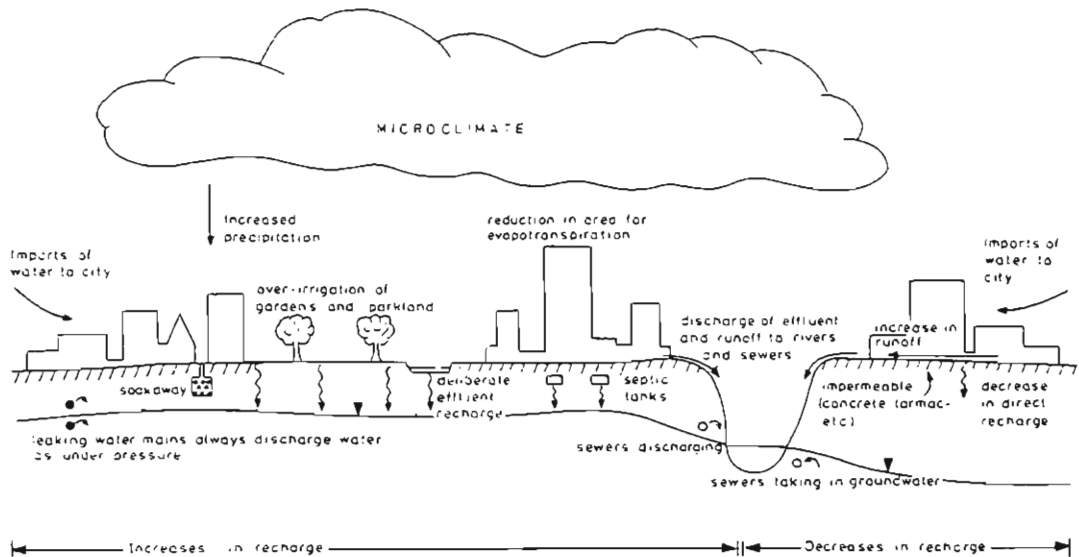 MICROCLIMATE
Increased
precipitation
reduction in area for
evapotranspiration
Imports of
water to city
Imports of
water to
city
over-irrigation of
gardens and parkland
discharge of effluent
and runoff to rivers
and sewers
increase in
runoff
soakaway
deliberate
effluent
recharge
septic
tanks
impermeable
(concrete tarmac-
etc)
decrease
in direct
recharge
leaking water mains always discharge water
as under pressure
sewers discharging
sewers taking in groundwater
Increases in recharge
Decreases in recharge